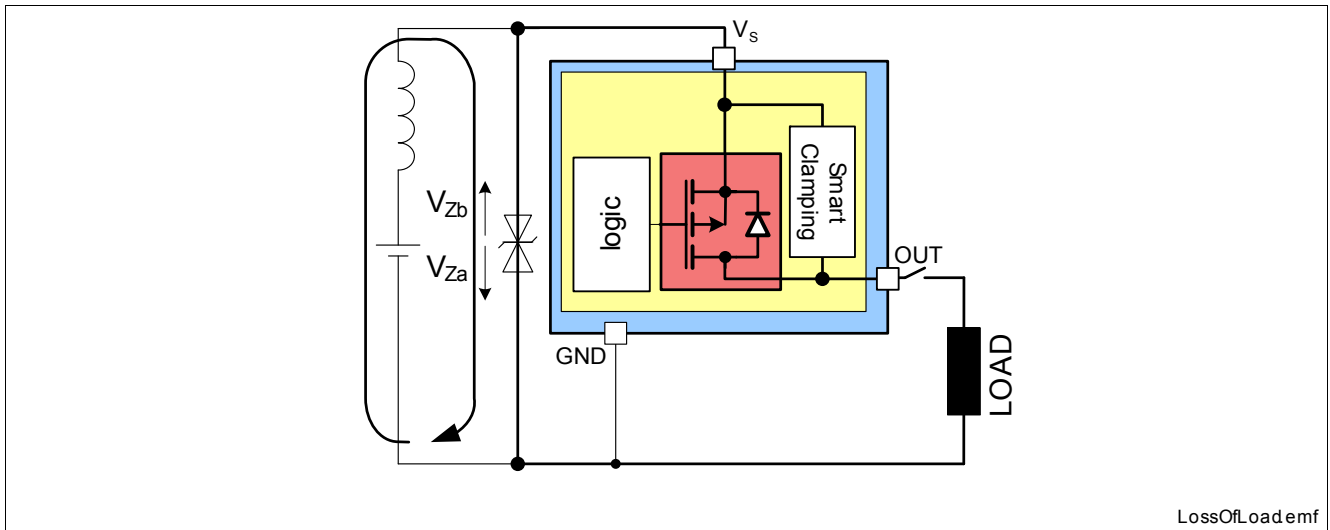 Vs
VZb
VZa
logic
Smart
Clamping
OUT
GND
LOAD
LossOfLoad.emf